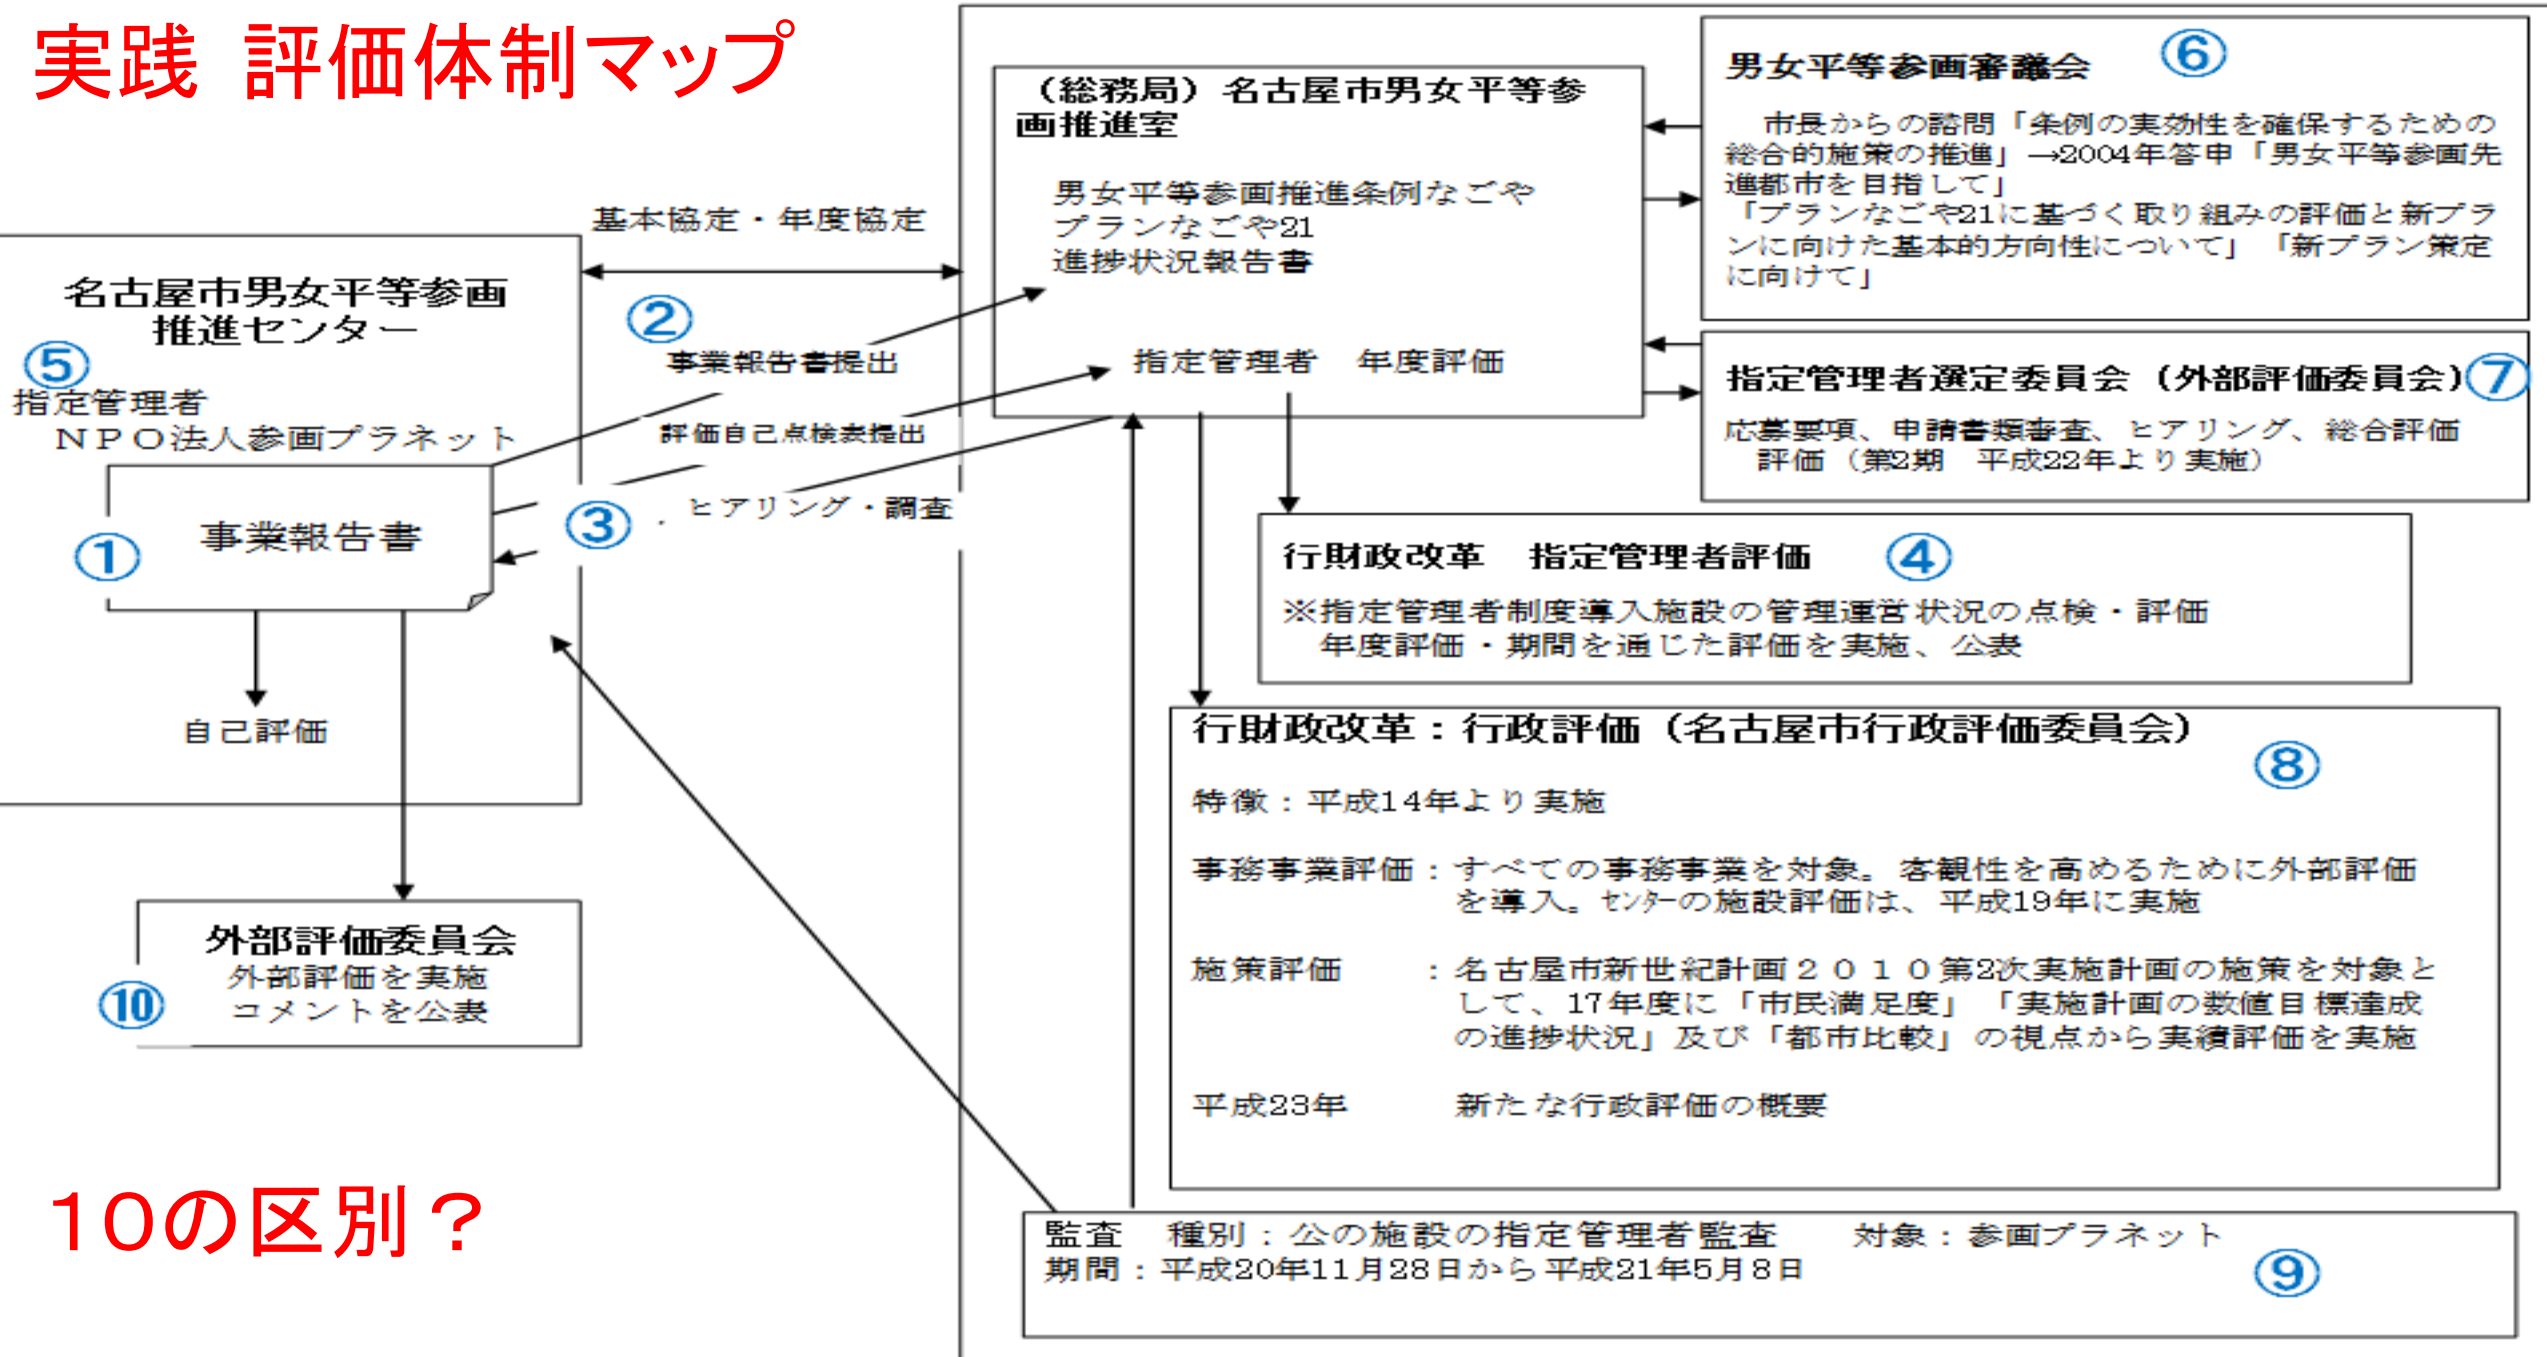 実践 評価体制マップ
(総務局)名古屋市男女平等参
画推進室
男女平等参画推進条例なごや
プランなごや21
進捗状況報告書
指定管理者 年度評価
男女平等参画審議会
⑥
市長からの諮問「条例の実効性を確保するための
総合的施策の推進」→2004年答申「男女平等参画先
進都市を目指して」
「プランなごや21に基づく取り組みの評価と新プラ
ンに向けた基本的方向性について」「新プラン策定
に向けて」
指定管理者選定委員会(外部評価委員会)
⑦
応募要項、申請書類審査、ヒアリング、総合評価
評価(第2期 平成22年より実施)
基本協定・年度協定
②
事業報告書提出
評価自己点検表提出
③
ヒアリング・調査
名古屋市男女平等参画
推進センター
⑤
指定管理者
NPO法人参画プラネット
①
事業報告書
自己評価
外部評価委員会
外部評価を実施
コメントを公表
⑩
行財政改革 指定管理者評価
④
※指定管理者制度導入施設の管理運営状況の点検・評価
年度評価・期間を通じた評価を実施、公表
行財政改革:行政評価(名古屋市行政評価委員会)
⑧
特徴:平成14年より実施
事務事業評価:すべての事務事業を対象。客観性を高めるために外部評価
を導入。センターの施設評価は、平成19年に実施
施策評価 :名古屋市新世紀計画2010第2次実施計画の施策を対象と
して、17年度に「市民満足度」「実施計画の数値目標達成
の進捗状況」及び「都市比較」の視点から実績評価を実施
平成23年 新たな行政評価の概要
監査 種別:公の施設の指定管理者監査 対象:参画プラネット
期間:平成20年11月28日から平成21年5月8日
⑨
10の区別?